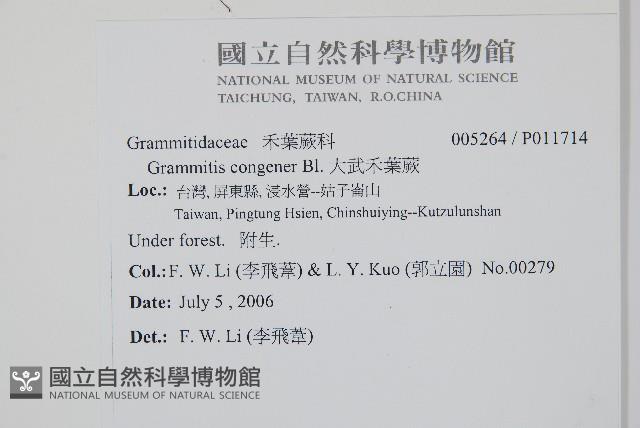 國立自然科學博物館
NATIONAL MUSEUM OF NATURAL SCIENCE
TAICHUNG, TAIWAN, R.O.CHINA
Grammitidaceae 禾葉蕨科 005264 / P011714
Grammitis congener Bl. 大武禾葉蕨
Loc.: 台灣, 屏東縣, 浸水營--姑子崙山
Taiwan, Pingtung Hsien, Chinshuiying--Kutzulunshan
Under forest. 附生.
Col.: F. W. Li (李飛葦) & L. Y. Kuo (郭立園) No.00279
Date: July 5 , 2006
Det.: F. W. Li (李飛葦)
國立自然科學博物館
NATIONAL MUSEUM OF NATURAL SCIENCE